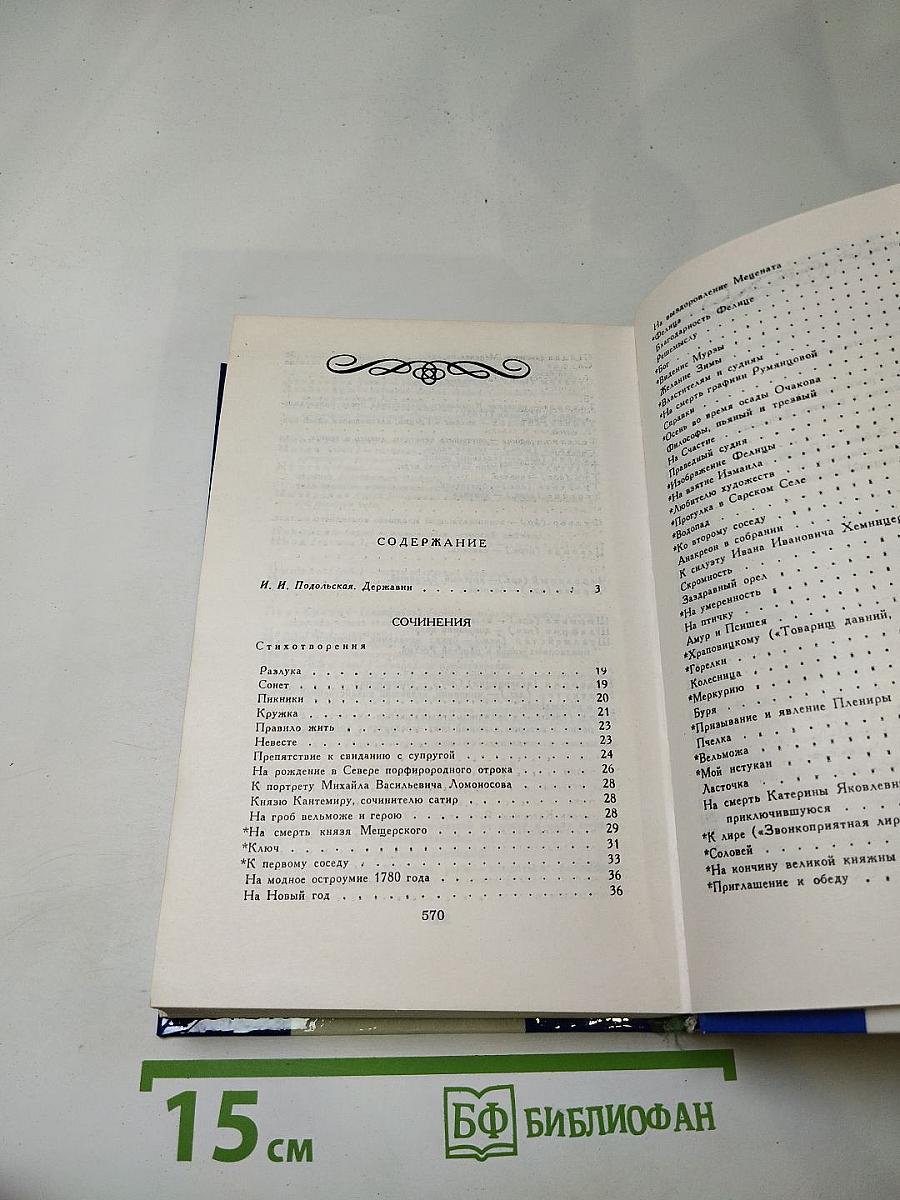 СОДЕРЖАНИЕ
И. И. Подольская. Державин . . . . . . . . . . . . 3
СОЧИНЕНИЯ
Стихотворения
Разлука . . . . . . . . . . . . . . . . . 19
Сонет . . . . . . . . . . . . . . . . . 19
Пикники . . . . . . . . . . . . . . . . 20
Кружка . . . . . . . . . . . . . . . . 21
Правило жить . . . . . . . . . . . . . . 23
Невесте . . . . . . . . . . . . . . . . 23
Препятствие к свиданию с супругой . . . . . . . . 24
На рождение в Севере порфирородного отрока . . . . . 26
К портрету Михаила Васильевича Ломоносова . . . . . 28
Князю Кантемиру, сочинителю сатир . . . . . . . . 28
На гроб вельможе и герою . . . . . . . . . . . 28
*На смерть князя Мещерского . . . . . . . . . . 29
*Ключ . . . . . . . . . . . . . . . . . 31
*К первому соседу . . . . . . . . . . . . . 33
На модное остроумие 1780 года . . . . . . . . . 36
На Новый год . . . . . . . . . . . . . . 36
570
На выздоровление Мецената . . . . . .
*Фелица . . . . . . . . . .
Благодарность Фелице . . . . . .
Решемыслу . . . . . . . . .
*Бог . . . . . . . . . .
*Видение Мурзы . . . . . . . .
Желание Зимы . . . . . . . .
*Властителям и судиям . . . . . .
*На смерть графини Румянцовой . . . .
Справки . . . . . . . . .
*Осень во время осады Очакова . . . .
Философы, пьяный и трезвый . . . .
На Счастие . . . . . . . .
Праведный судия . . . . . . .
*Изображение Фелицы . . . . . .
*На взятие Измаила . . . . . .
*Любителю художеств . . . . . .
*Прогулка в Сарском Селе . . . . .
*Водопад . . . . . . . . .
*Ко второму соседу . . . . . .
Анакреон в собрании . . . . . .
К силуэту Ивана Ивановича Хемницер
Скромность . . . . . . . .
Заздравный орел . . . . . . .
*На умеренность . . . . . . .
На птичку . . . . . . . .
Амур и Псишея . . . . . . .
*Храповицкому («Товарищ давний,
*Горелки . . . . . . . .
Колесница . . . . . . . .
*Меркурию . . . . . . . .
Буря . . . . . . . . .
*Призывание и явление Плениры . .
Пчелка . . . . . . . . .
*Вельможа . . . . . . . .
*Мой истукан . . . . . . .
Ласточка . . . . . . . .
На смерть Катерины Яковлевн
приключившуюся . . . . .
*К лире («Звонкоприятная лир
*Соловей . . . . . . .
*На кончину великой княжны
*Приглашение к обеду . . .
15 см
БФ БИБЛИОФАН